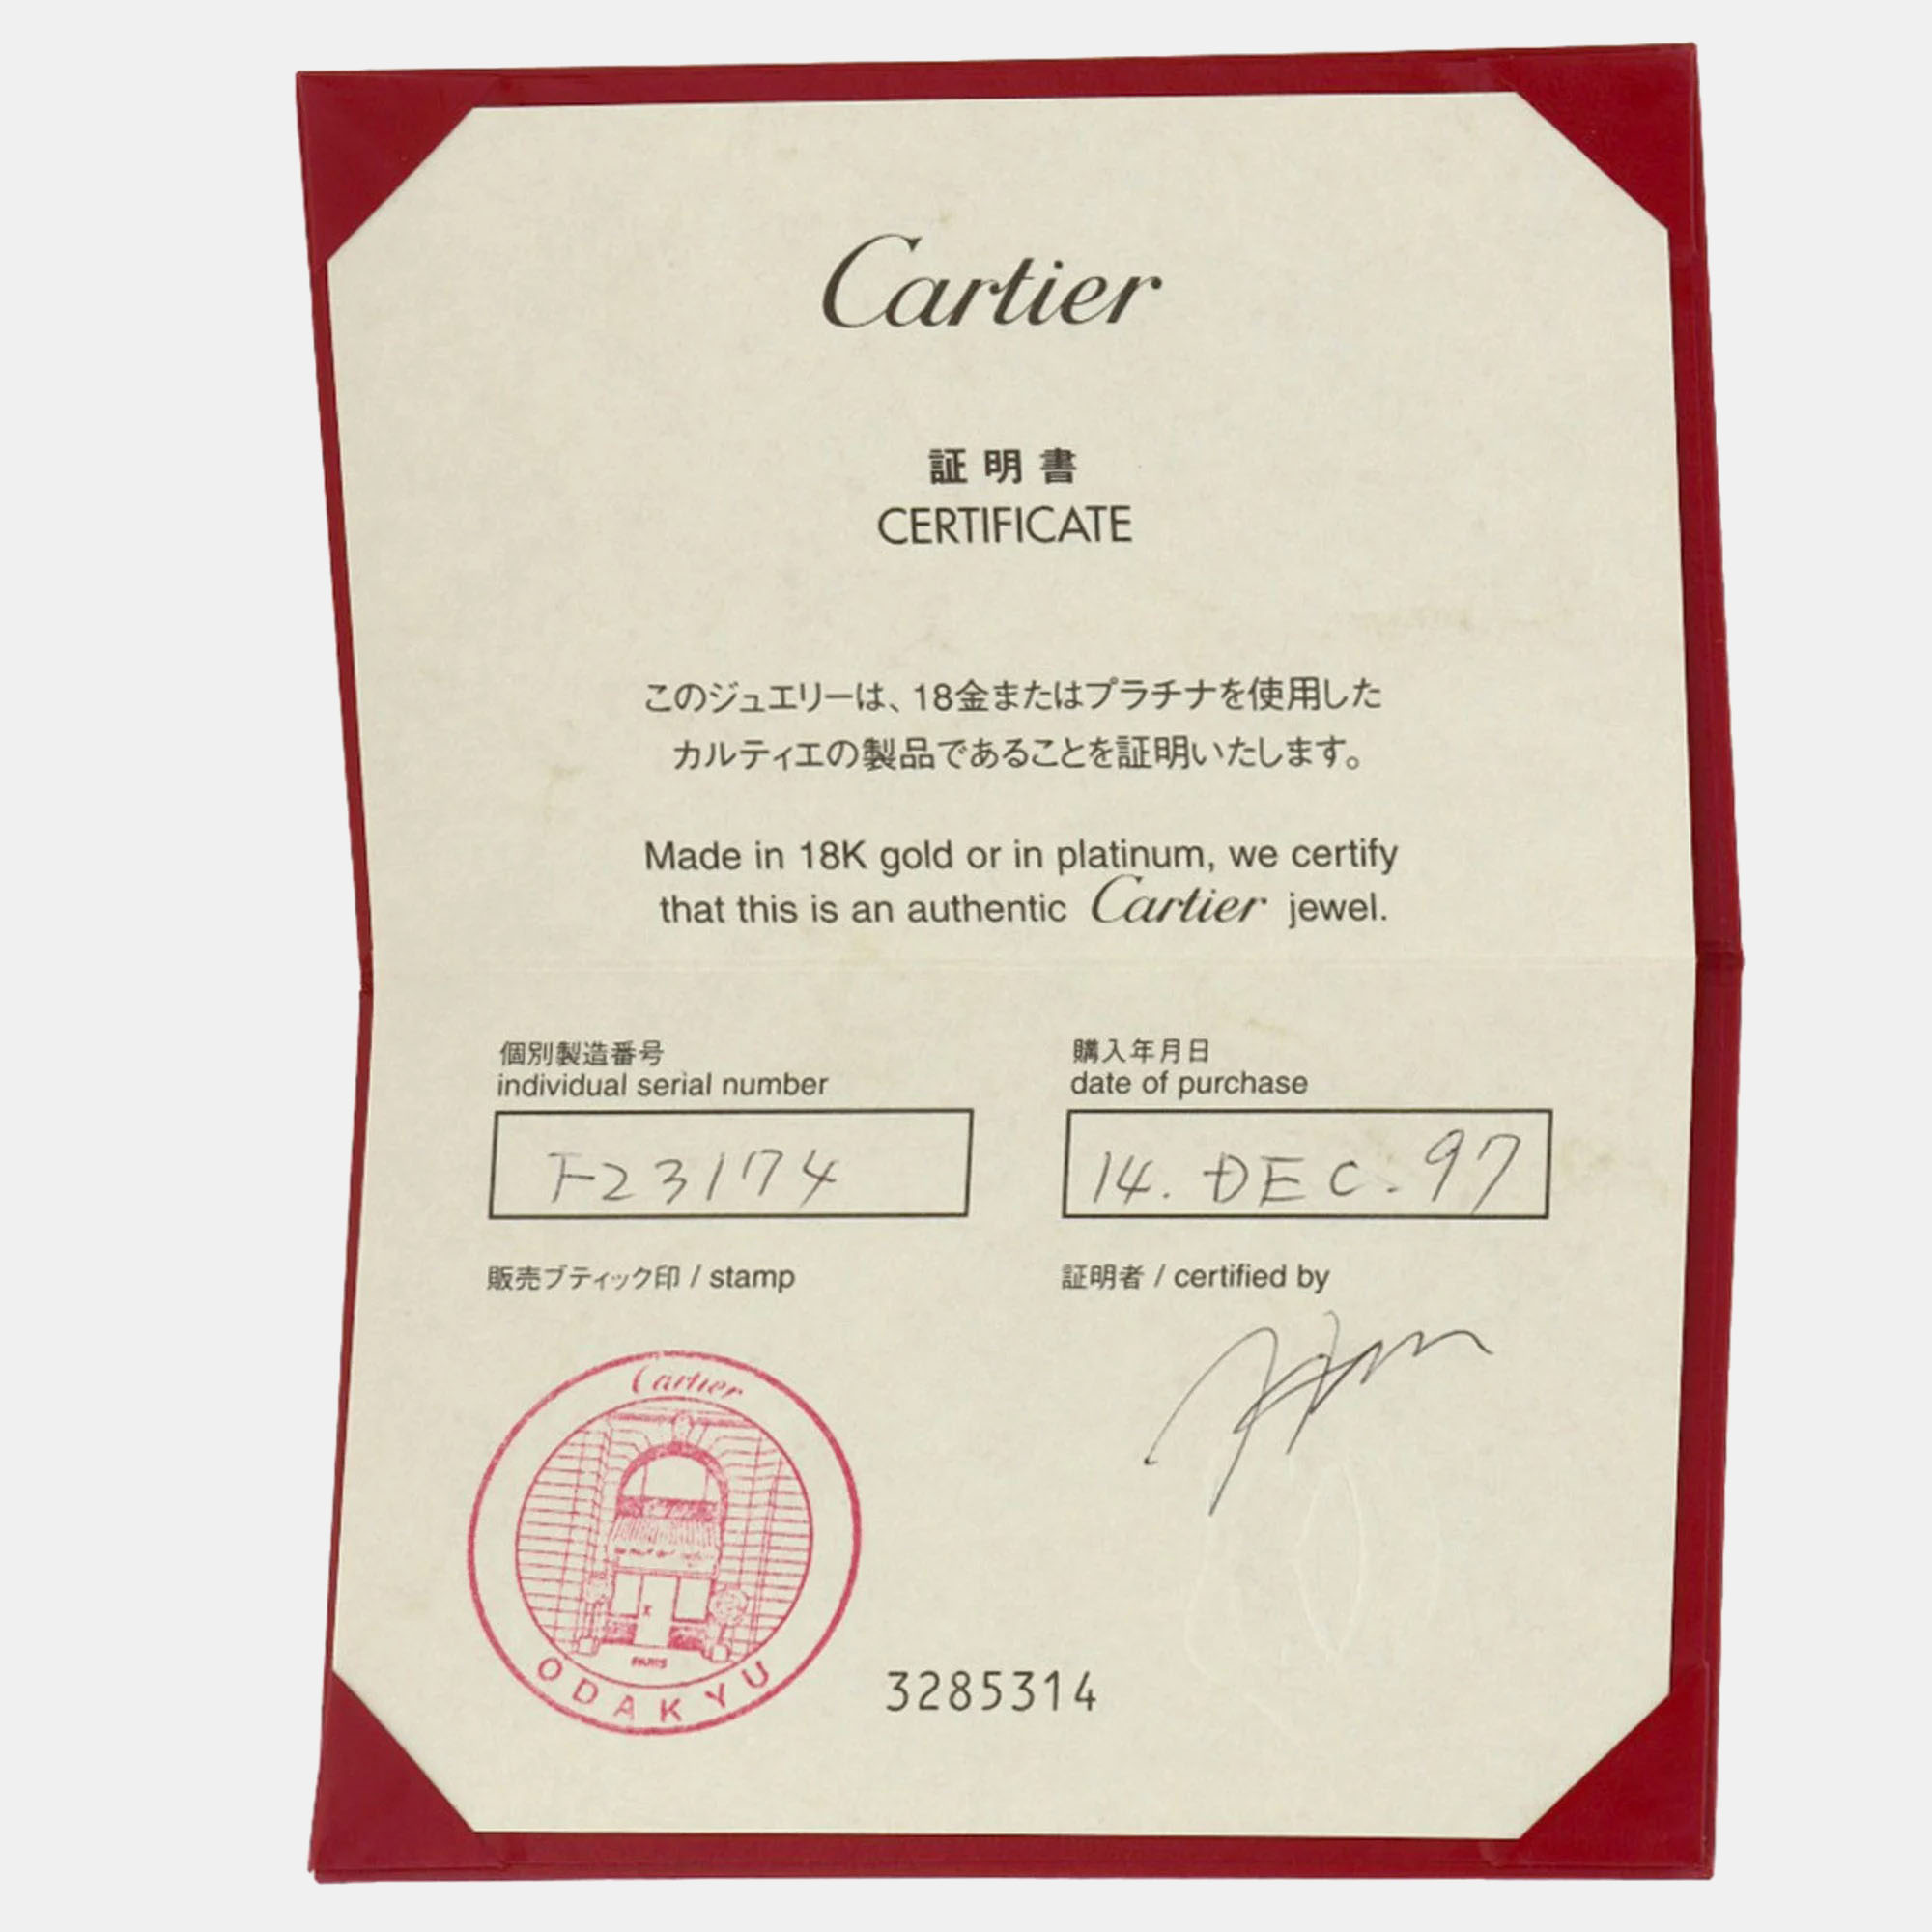 Cartier
証明書
CERTIFICATE
このジュエリーは、18金またはプラチナを使用した
カルティエの製品であることを証明いたします。
Made in 18K gold or in platinum, we certify
that this is an authentic Cartier jewel.
個別製造番号
individual serial number
F23174
購入年月日
date of purchase
14. DEC. 97
販売ブティック印 / stamp
証明者 / certified by
Cartier
PARIS
ODAKYU
3285314